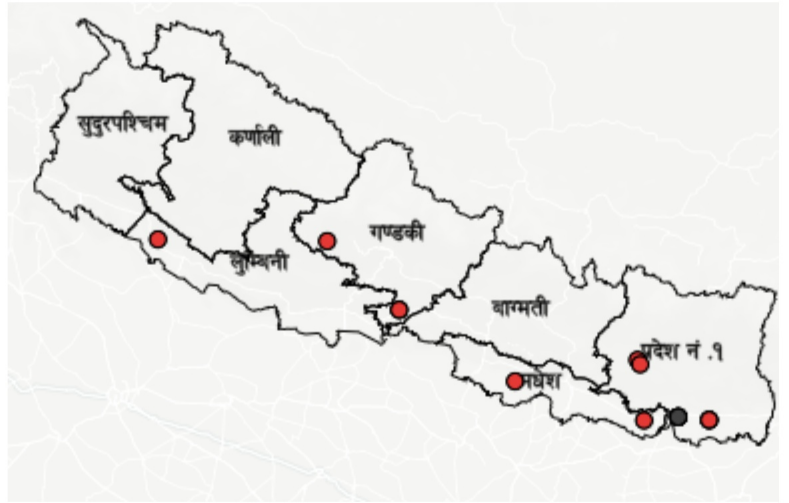 सुदुरपश्चिम
कर्णाली
गण्डकी
लुम्बिनी
बाग्मती
प्रदेश नं .१
मधेश